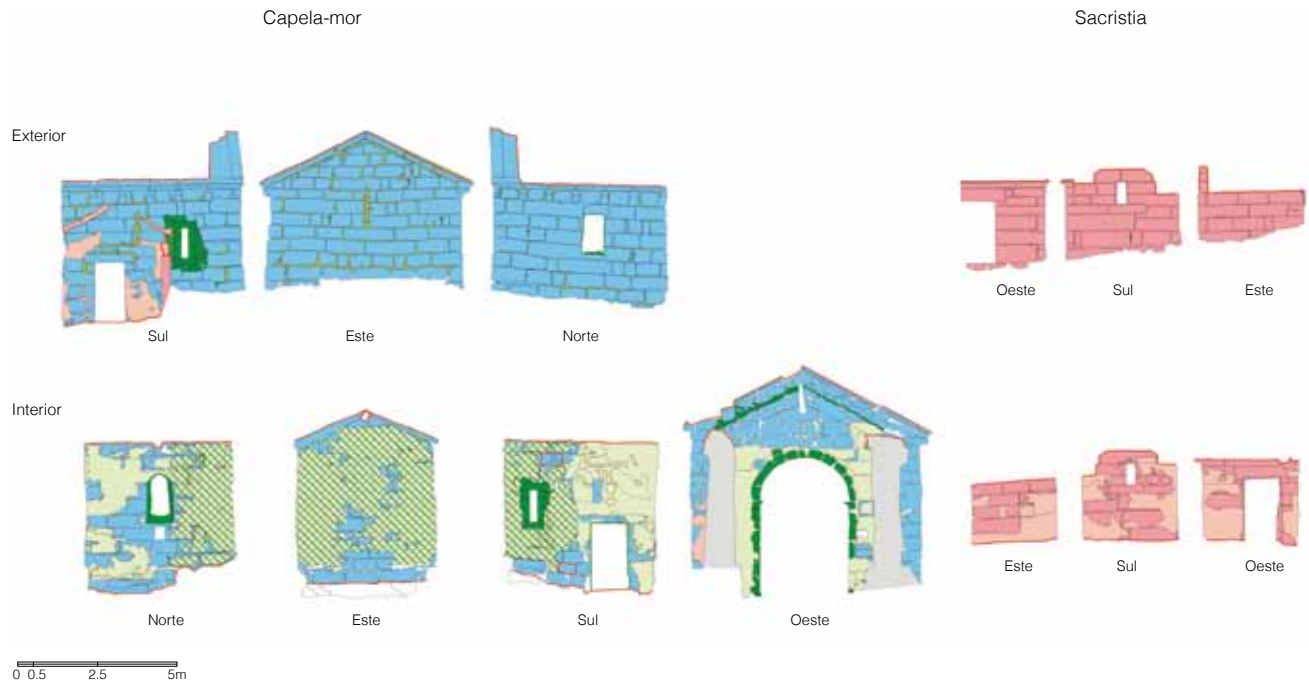 Capela-mor Sacristia
Exterior
Oeste Sul Este
Sul Este Norte
Interior
Este Sul Oeste
Norte Este Sul Oeste
0 0.5 2.5 5m